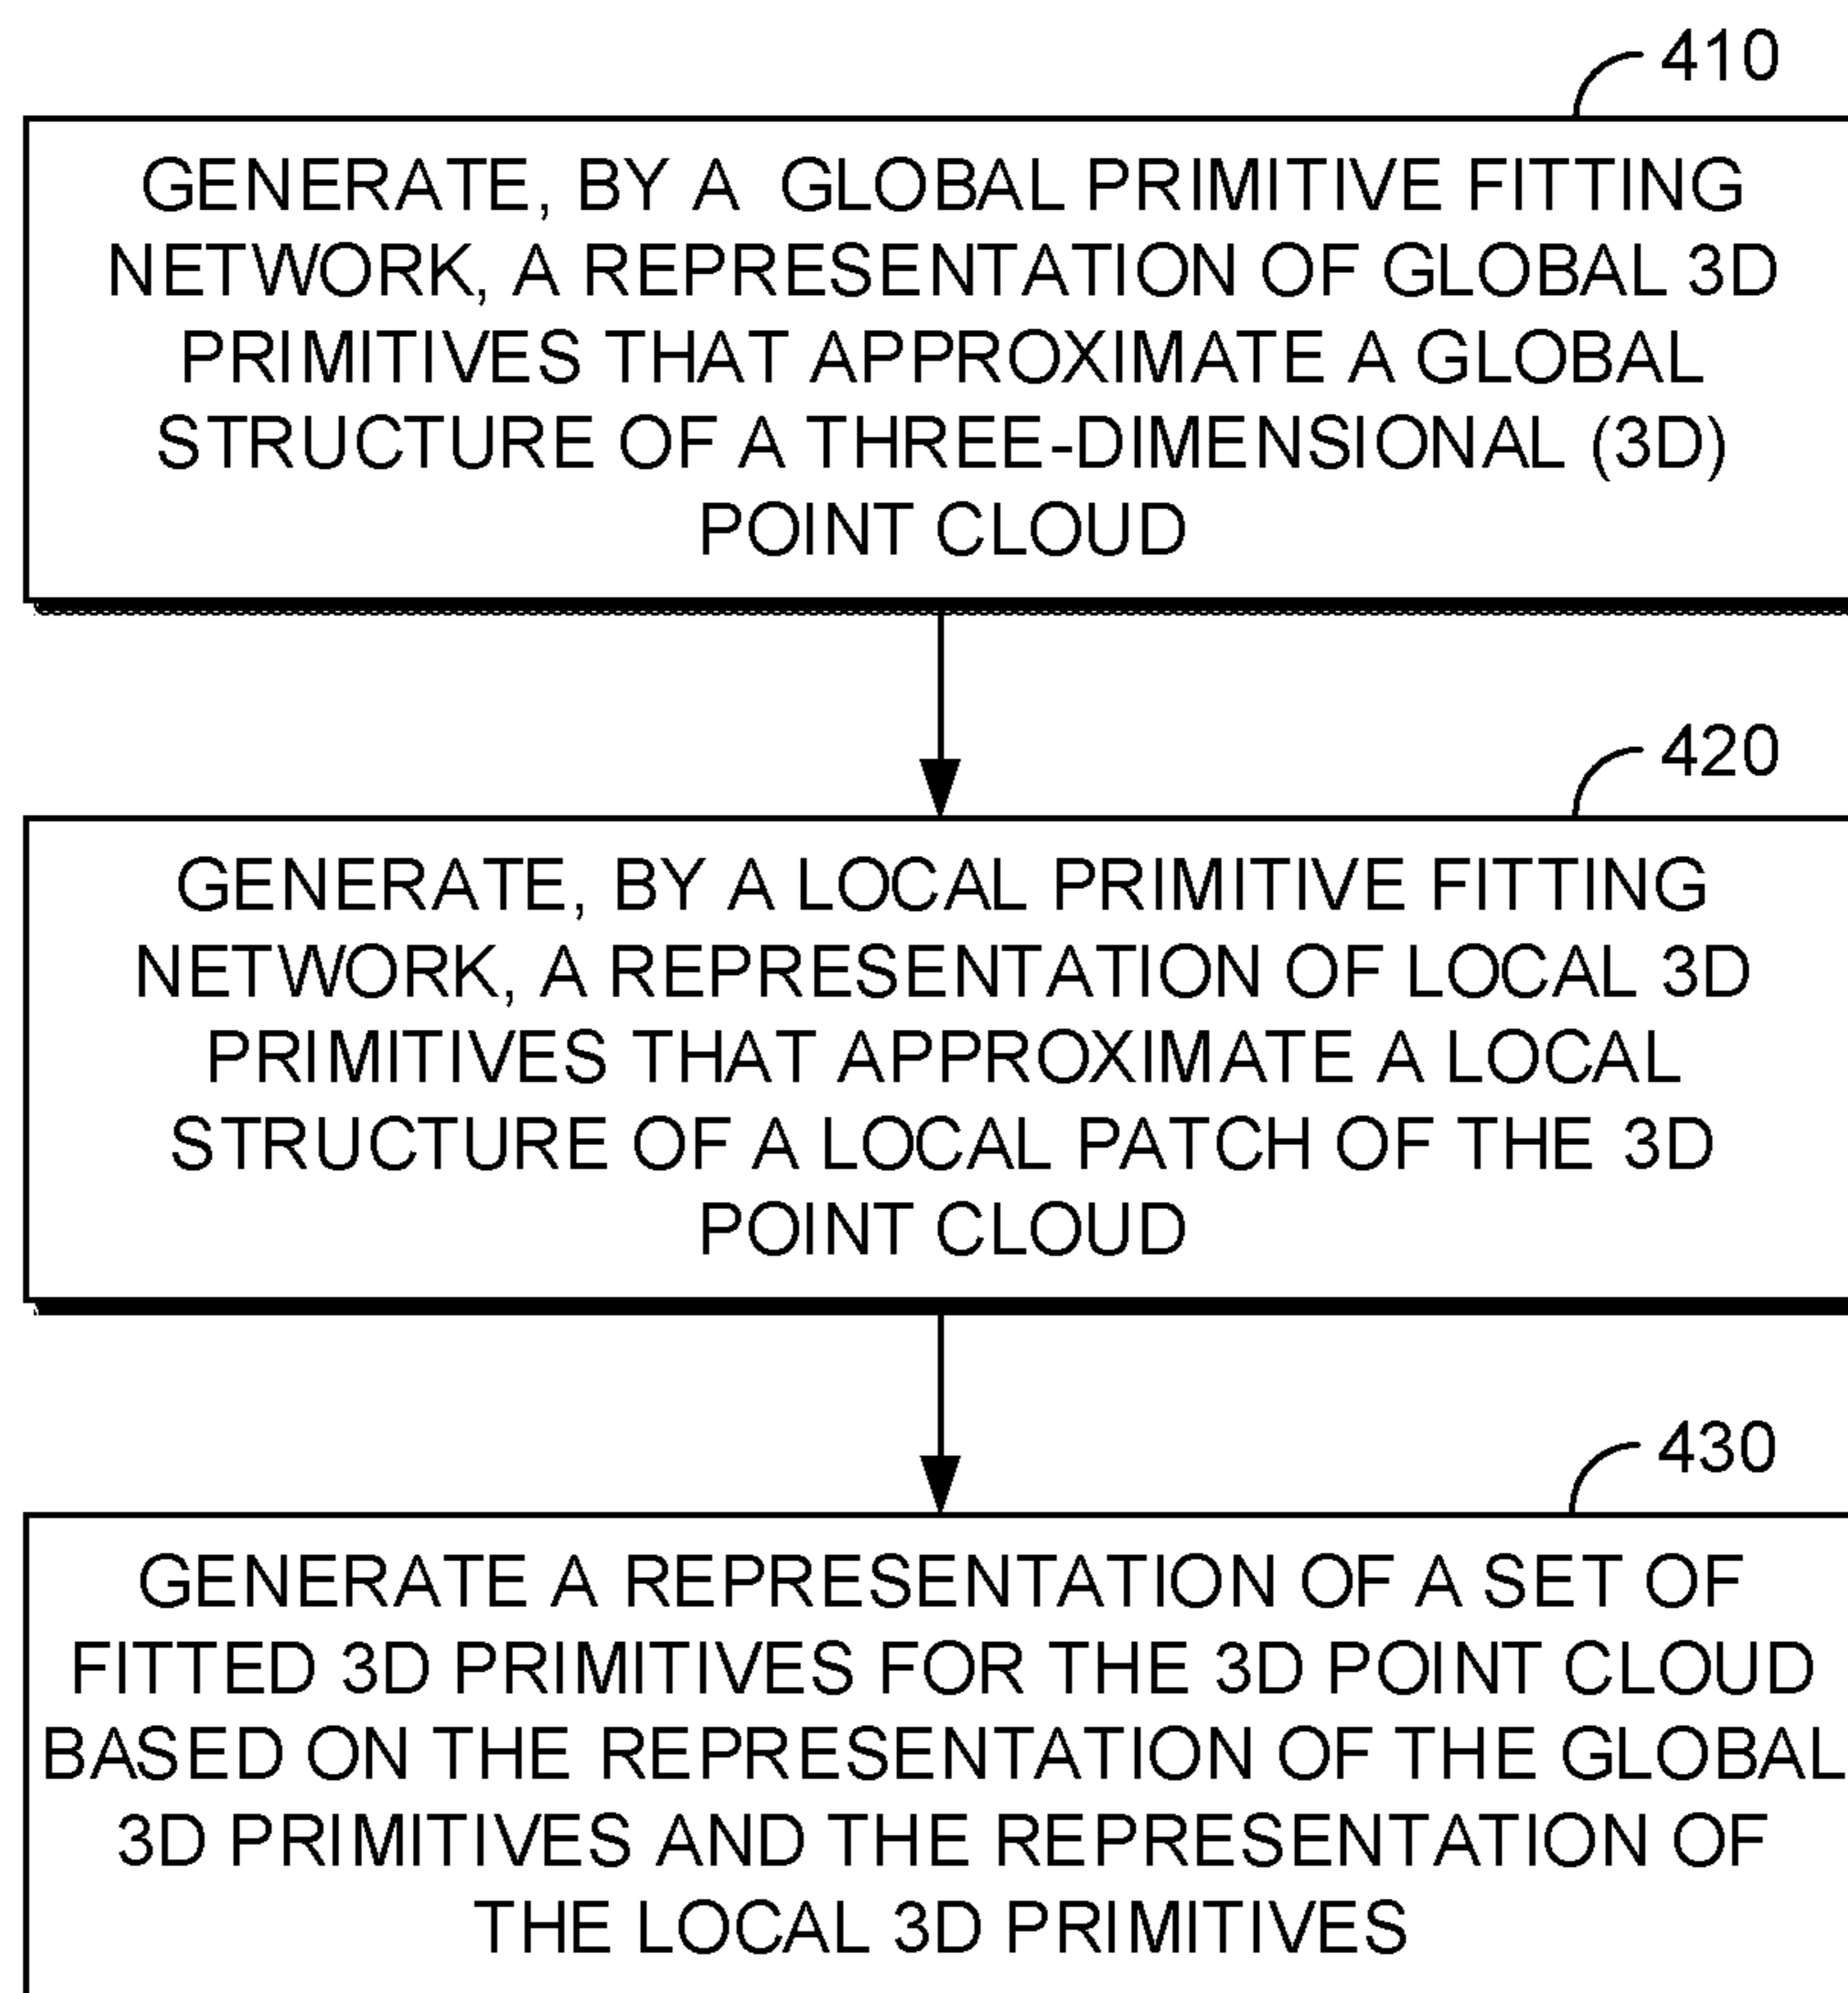 410
GENERATE, BY A GLOBAL PRIMITIVE FITTING
NETWORK, A REPRESENTATION OF GLOBAL 3D
PRIMITIVES THAT APPROXIMATE A GLOBAL
STRUCTURE OF A THREE-DIMENSIONAL (3D)
POINT CLOUD
420
GENERATE, BY A LOCAL PRIMITIVE FITTING
NETWORK, A REPRESENTATION OF LOCAL 3D
PRIMITIVES THAT APPROXIMATE A LOCAL
STRUCTURE OF A LOCAL PATCH OF THE 3D
POINT CLOUD
430
GENERATE A REPRESENTATION OF A SET OF
FITTED 3D PRIMITIVES FOR THE 3D POINT CLOUD
BASED ON THE REPRESENTATION OF THE GLOBAL
3D PRIMITIVES AND THE REPRESENTATION OF
THE LOCAL 3D PRIMITIVES